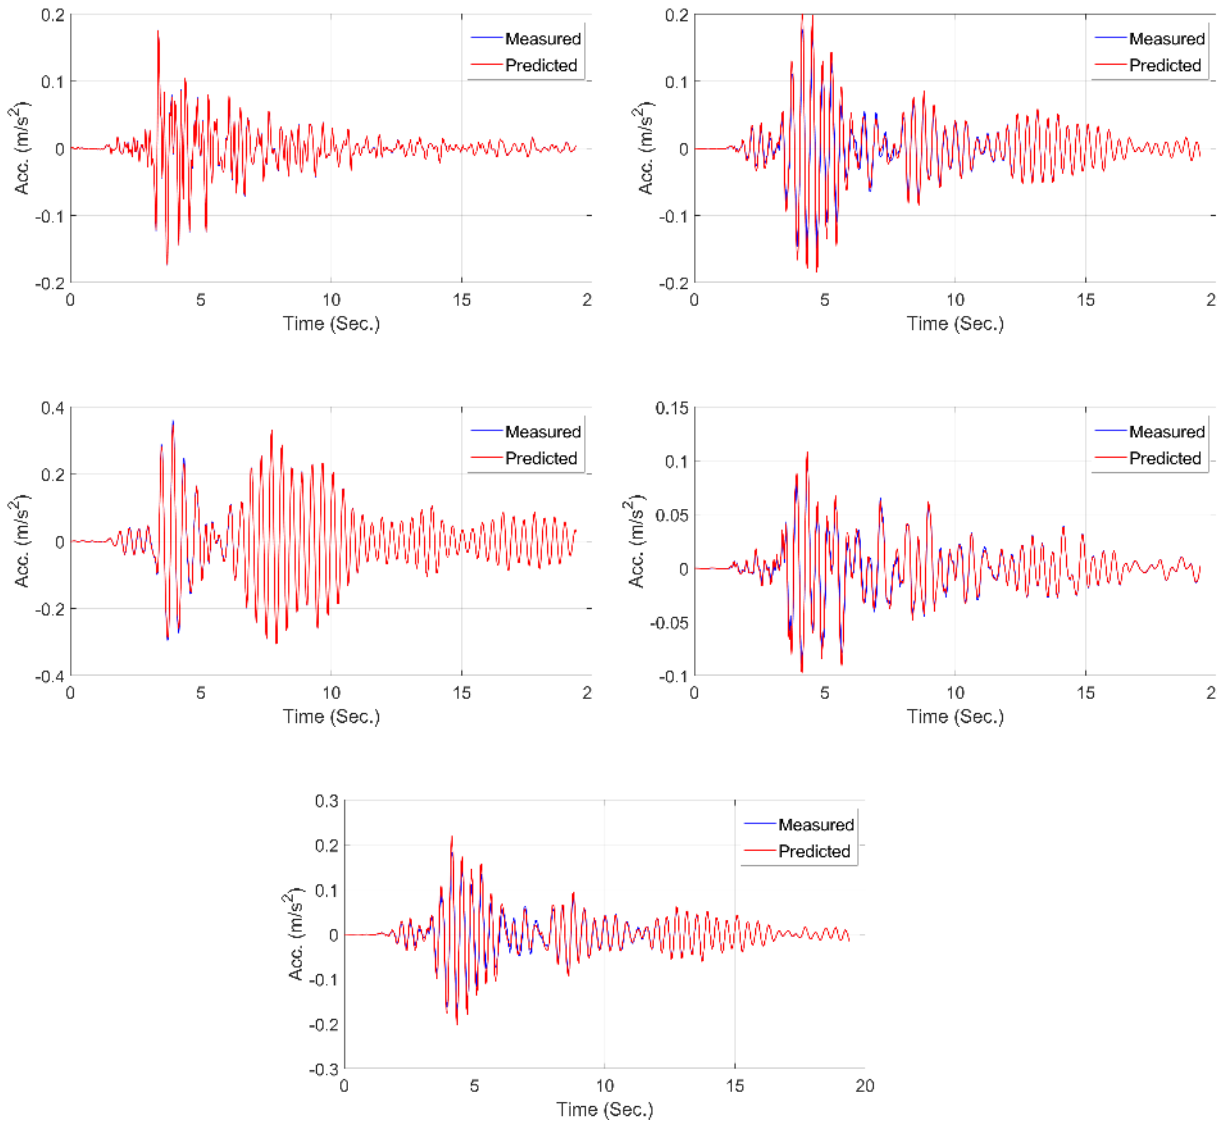 0.2
0.1
0
-0.1
-0.2
Acc. (m/s²)
Measured
Predicted
0 5 10 15 2
Time (Sec.)
0.2
0.1
0
-0.1
-0.2
Acc. (m/s²)
Measured
Predicted
0 5 10 15 2
Time (Sec.)
0.4
0.2
0
-0.2
-0.4
Acc. (m/s²)
Measured
Predicted
0 5 10 15 2
Time (Sec.)
0.15
0.1
0.05
0
-0.05
-0.1
Acc. (m/s²)
Measured
Predicted
0 5 10 15 2
Time (Sec.)
0.3
0.2
0.1
0
-0.1
-0.2
-0.3
Acc. (m/s²)
Measured
Predicted
0 5 10 15 20
Time (Sec.)